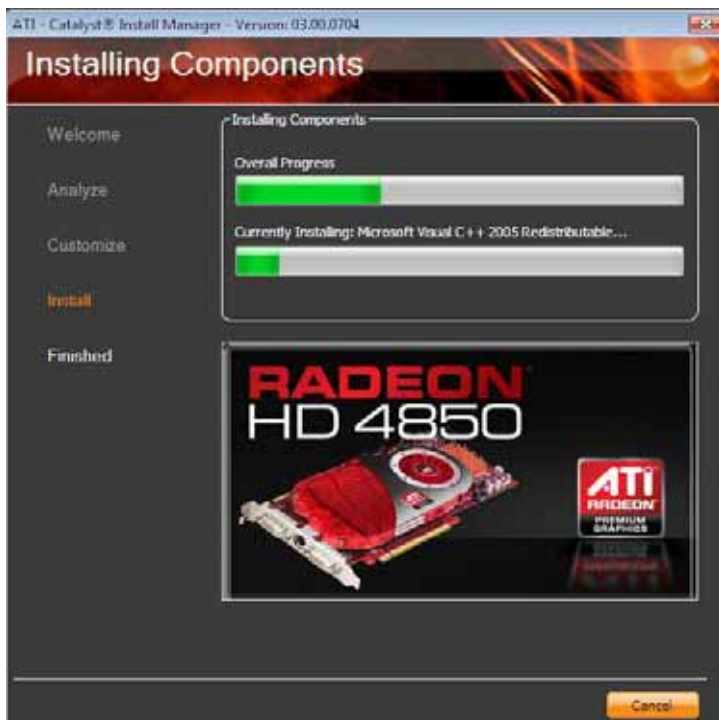 ATI - Catalyst® Install Manager - Version: 03.00.0704
Installing Components
Welcome
Analyze
Customize
Install
Finished
Installing Components
Overall Progress
Currently Installing: Microsoft Visual C++ 2005 Redistributable...
RADEON
HD 4850
ATI
RADEON
PREMIUM
GRAPHICS
Cancel